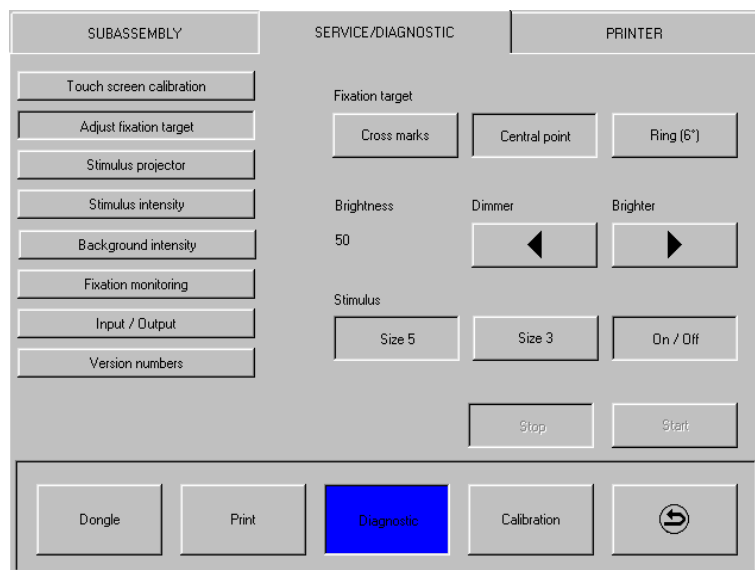 SUBASSEMBLY
SERVICE/DIAGNOSTIC
PRINTER
Touch screen calibration
Adjust fixation target
Stimulus projector
Stimulus intensity
Background intensity
Fixation monitoring
Input / Output
Version numbers
Fixation target
Cross marks
Central point
Ring (6°)
Brightness
Dimmer
Brighter
50
Stimulus
Size 5
Size 3
On / Off
Stop
Start
Dongle
Print
Diagnostic
Calibration